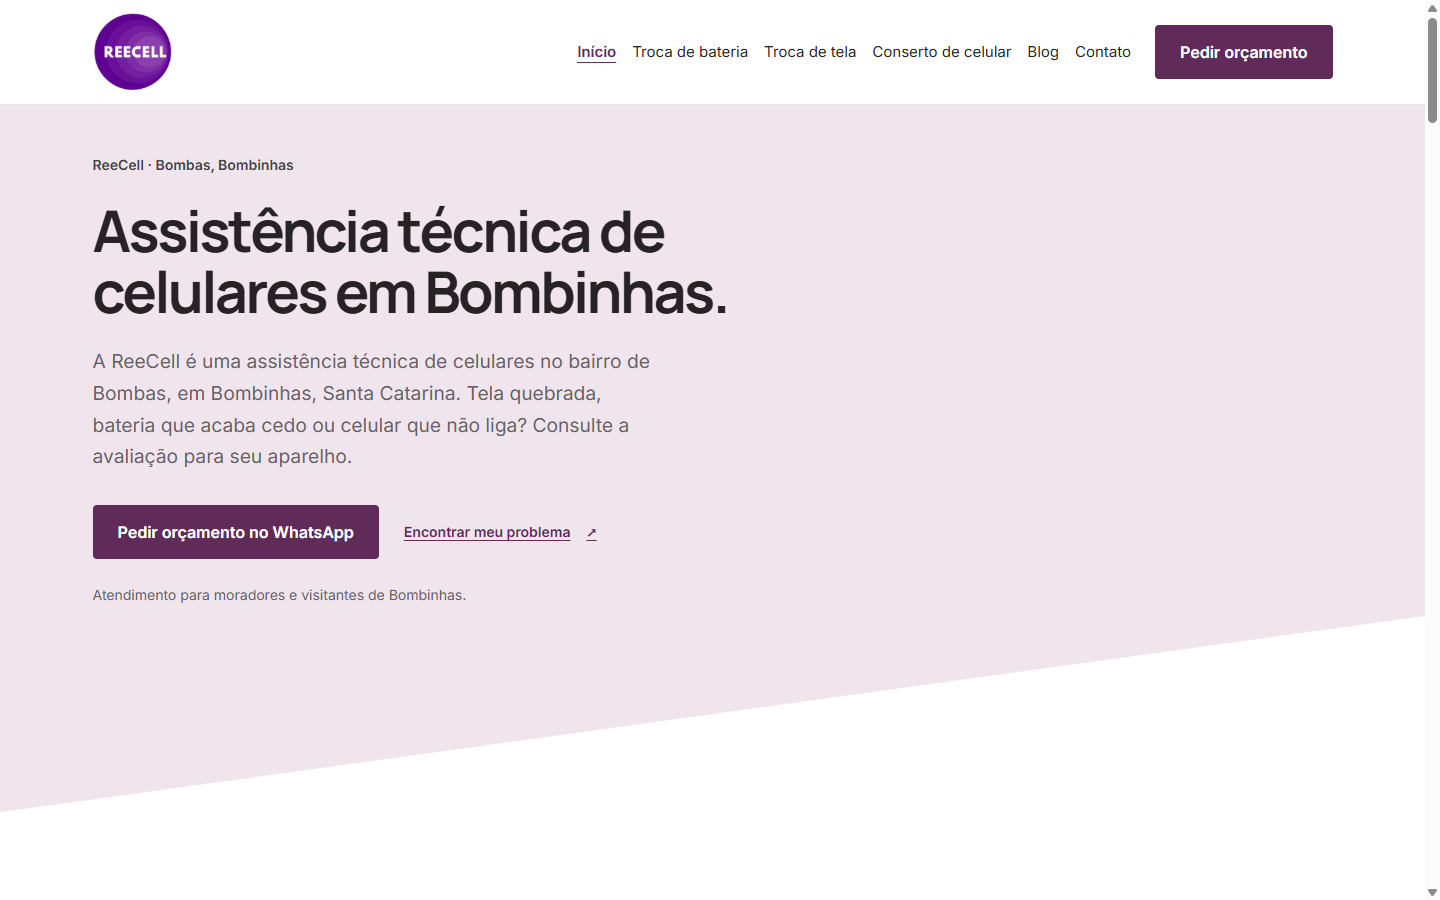 REECELL
Início
Troca de bateria
Troca de tela
Conserto de celular
Blog
Contato
Pedir orçamento
ReeCell · Bombas, Bombinhas
Assistência técnica de
celulares em Bombinhas.
A ReeCell é uma assistência técnica de celulares no bairro de
Bombas, em Bombinhas, Santa Catarina. Tela quebrada,
bateria que acaba cedo ou celular que não liga? Consulte a
avaliação para seu aparelho.
Pedir orçamento no WhatsApp
Encontrar meu problema ↗
Atendimento para moradores e visitantes de Bombinhas.